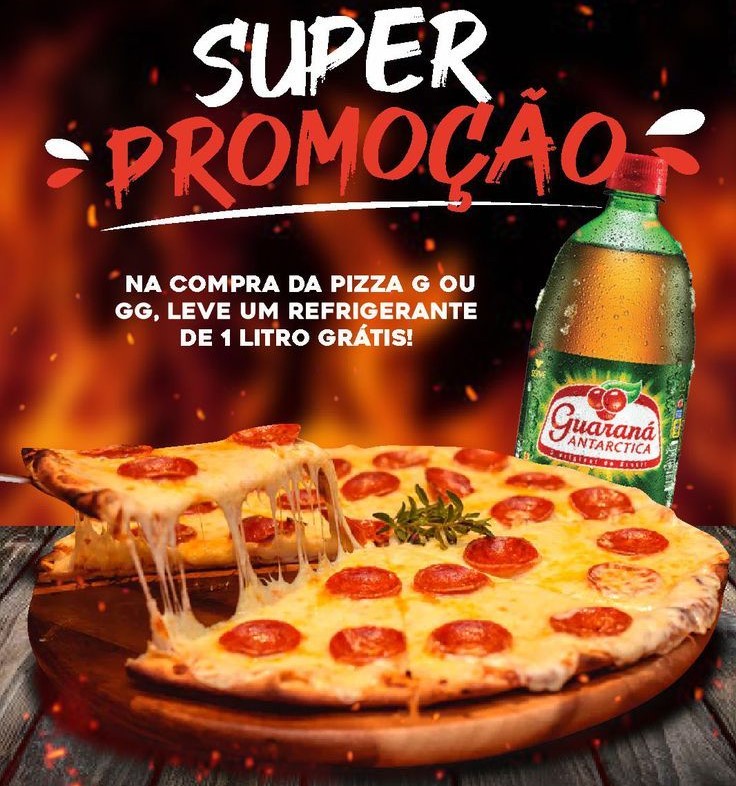 SUPER
PROMOÇÃO
NA COMPRA DA PIZZA G OU
GG, LEVE UM REFRIGERANTE
DE 1 LITRO GRÁTIS!
Guaraná
ANTARCTICA